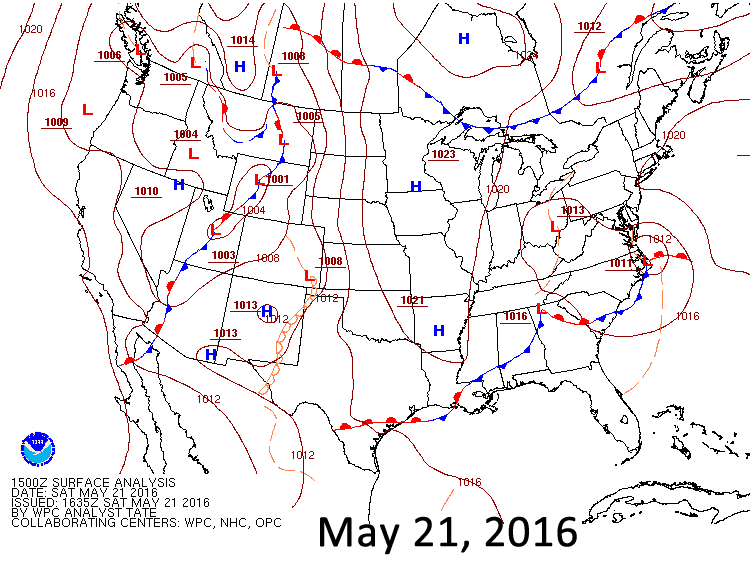 1020
1006
L
L
1014
H
1008
L
H
1024
1012
L
1005
1016
L
1009
1005
L
1004
L
1023
1020
1010
H
L
1001
H
1020
1004
L
1013
L
L
1012
1003
1008
L
1008
1011
L
1013
H
1012
1012
1021
H
1016
L
1016
1013
H
1012
1012
1016
NOAA
1500Z SURFACE ANALYSIS
DATE: SAT MAY 21 2016
ISSUED: 1635Z SAT MAY 21 2016
BY WPC ANALYST TATE
COLLABORATING CENTERS: WPC, NHC, OPC
May 21, 2016